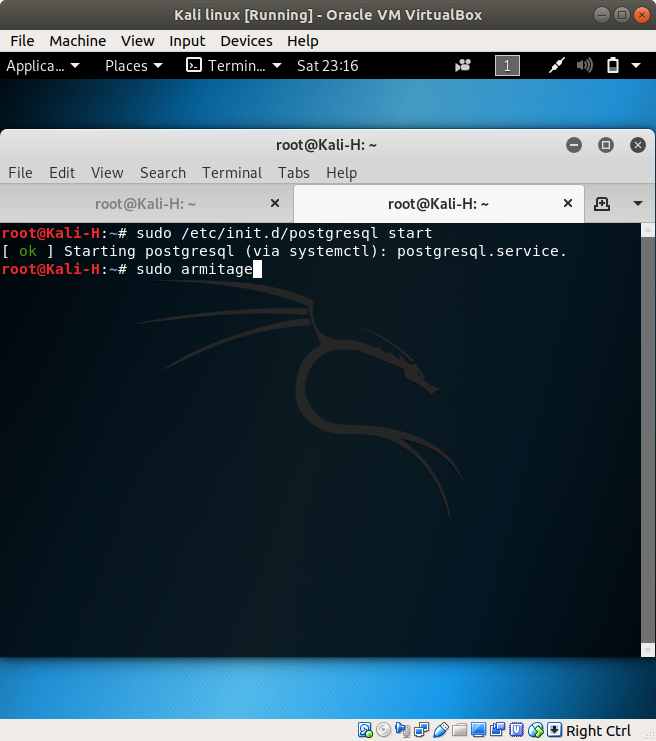 Kali linux [Running] - Oracle VM VirtualBox
File Machine View Input Devices Help
Applica... Places Termin... Sat 23:16 1
root@Kali-H: ~
File Edit View Search Terminal Tabs Help
root@Kali-H: ~ root@Kali-H: ~
root@Kali-H:~# sudo /etc/init.d/postgresql start
[ ok ] Starting postgresql (via systemctl): postgresql.service.
root@Kali-H:~# sudo armitage
Right Ctrl